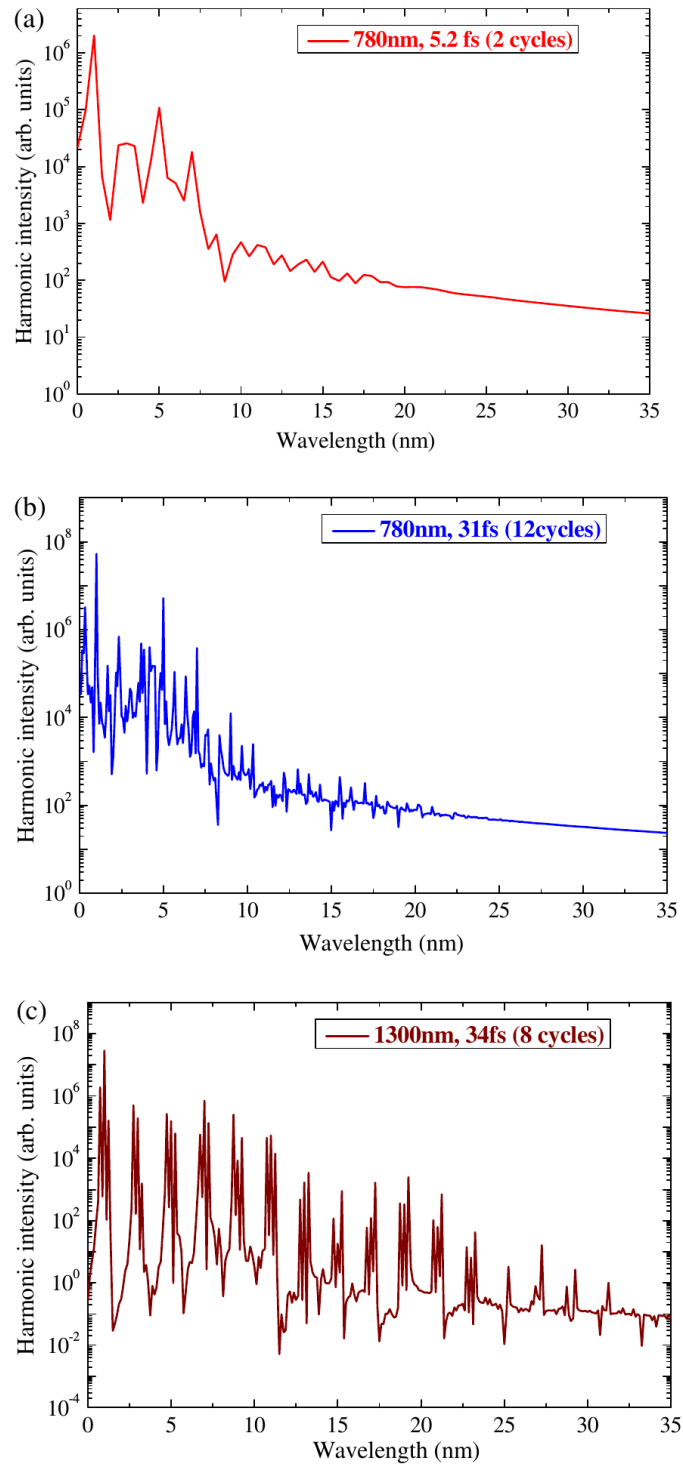 (a)
780nm, 5.2 fs (2 cycles)
Harmonic intensity (arb. units)
10^6
10^5
10^4
10^3
10^2
10^1
10^0
0 5 10 15 20 25 30 35
Wavelength (nm)
(b)
780nm, 31fs (12cycles)
Harmonic intensity (arb. units)
10^8
10^6
10^4
10^2
10^0
0 5 10 15 20 25 30 35
Wavelength (nm)
(c)
1300nm, 34fs (8 cycles)
Harmonic intensity (arb. units)
10^8
10^6
10^4
10^2
10^0
10^-2
10^-4
0 5 10 15 20 25 30 35
Wavelength (nm)